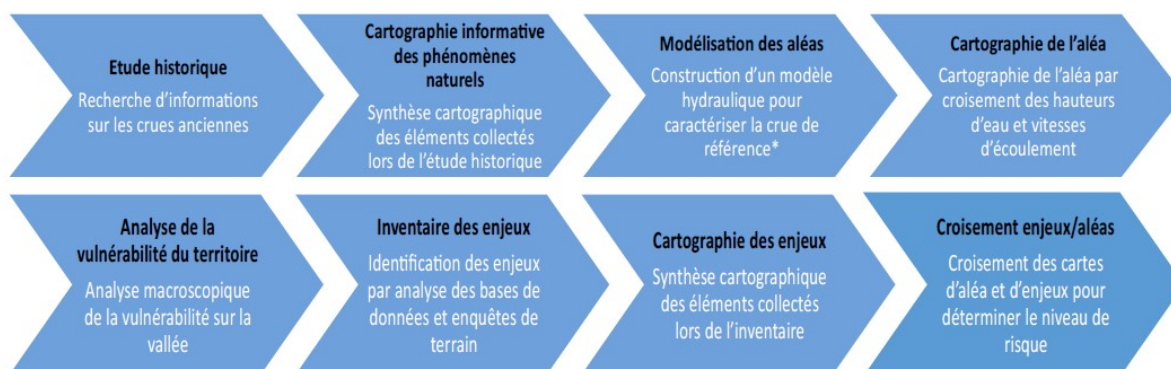 Etude historique
Recherche d'informations
sur les crues anciennes
Cartographie informative
des phénomènes
naturels
Synthèse cartographique
des éléments collectés
lors de l'étude historique
Modélisation des aléas
Construction d'un modèle
hydraulique pour
caractériser la crue de
référence*
Cartographie de l'aléa
Cartographie de l'aléa par
croisement des hauteurs
d'eau et vitesses
d'écoulement
Analyse de la
vulnérabilité du territoire
Analyse macroscopique
de la vulnérabilité sur la
vallée
Inventaire des enjeux
Identification des enjeux
par analyse des bases de
données et enquêtes de
terrain
Cartographie des enjeux
Synthèse cartographique
des éléments collectés
lors de l'inventaire
Croisement enjeux/aléas
Croisement des cartes
d'aléa et d'enjeux pour
déterminer le niveau de
risque